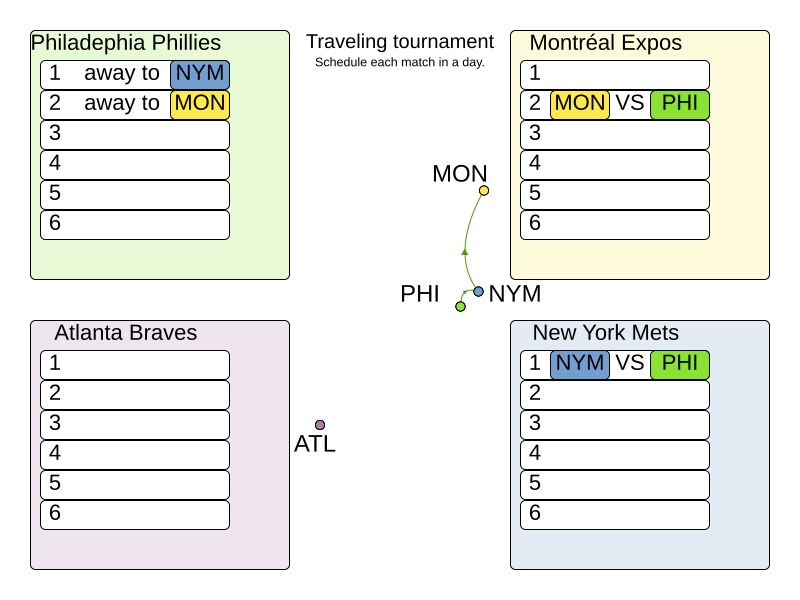 Philadephia Phillies
1 away to NYM
2 away to MON
3
4
5
6
Traveling tournament
Schedule each match in a day.
Montréal Expos
1
2 MON VS PHI
3
4
5
6
MON
PHI
NYM
ATL
Atlanta Braves
1
2
3
4
5
6
New York Mets
1 NYM VS PHI
2
3
4
5
6